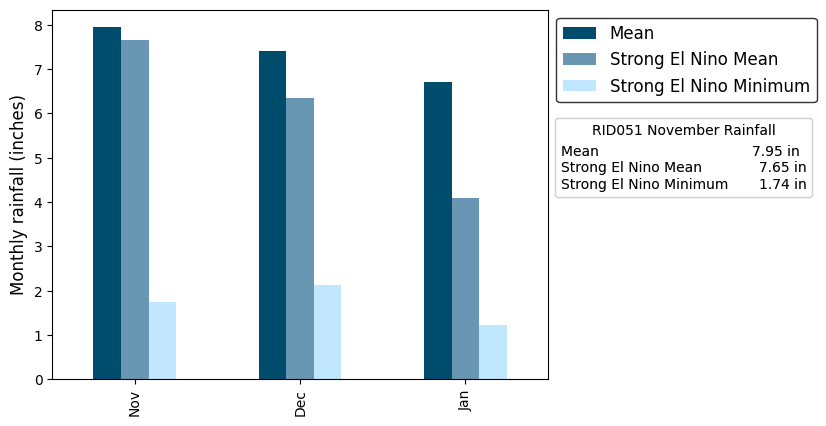 Monthly rainfall (inches)
8
7
6
5
4
3
2
1
0
Nov
Dec
Jan
Mean
Strong El Nino Mean
Strong El Nino Minimum
RID051 November Rainfall
Mean 7.95 in
Strong El Nino Mean 7.65 in
Strong El Nino Minimum 1.74 in